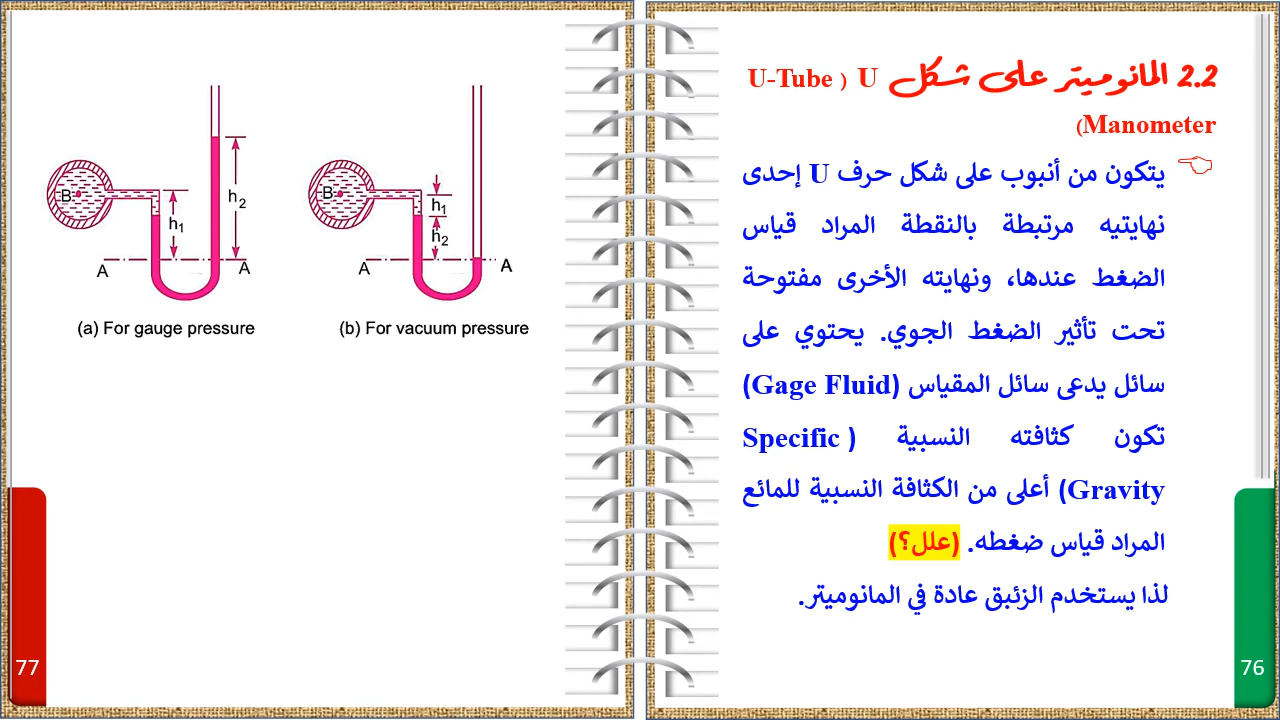 2.2 المانوميتر على شكل U ( U-Tube
Manometer)
يتكون من أنبوب على شكل حرف U إحدى
نهايتيه مرتبطة بالنقطة المراد قياس
الضغط عندها، ونهايته الأخرى مفتوحة
تحت تأثير الضغط الجوي. يحتوي على
سائل يدعى سائل المقياس (Gage Fluid)
تكون كثافته النسبية ( Specific
Gravity) أعلى من الكثافة النسبية للمائع
المراد قياس ضغطه. (علل؟)
لذا يستخدم الزئبق عادة في المانوميتر.
76
B
h1
h2
A
A
(a) For gauge pressure
B
h1
h2
A
A
(b) For vacuum pressure
77